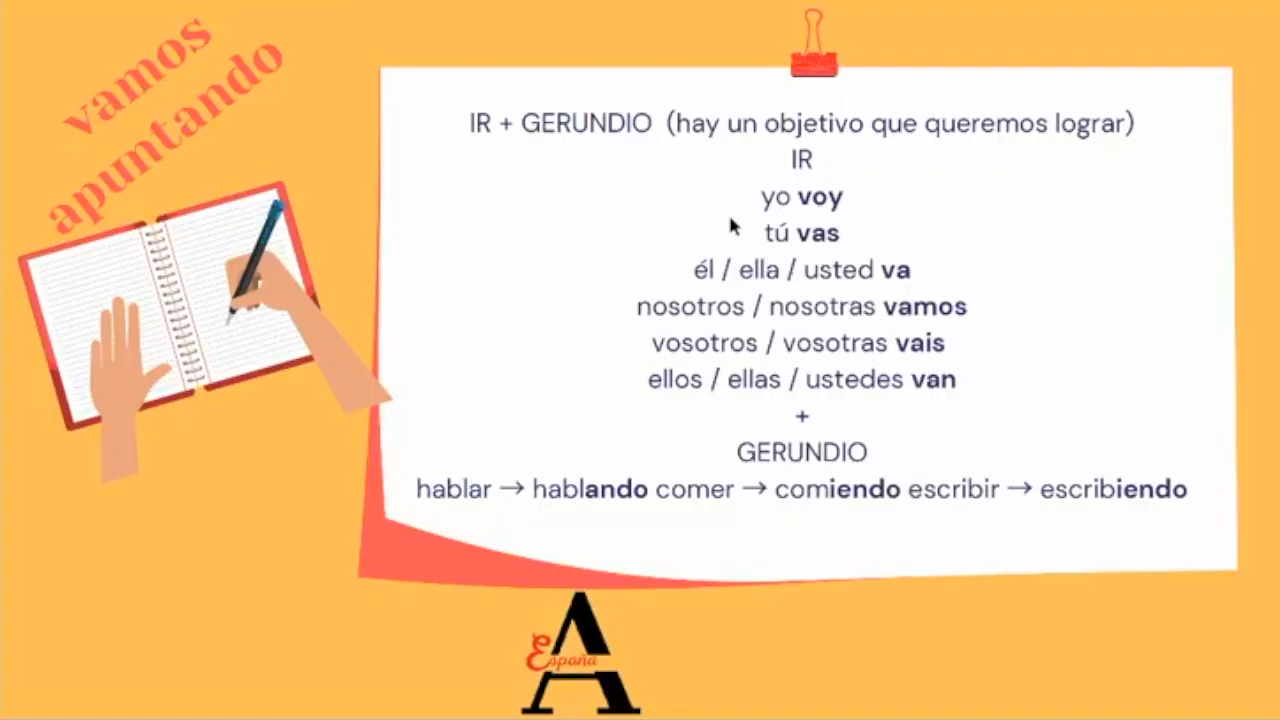 vamos
apuntando
IR + GERUNDIO (hay un objetivo que queremos lograr)
IR
yo voy
tú vas
él / ella / usted va
nosotros / nosotras vamos
vosotros / vosotras vais
ellos / ellas / ustedes van
+
GERUNDIO
hablar → hablando comer → comiendo escribir → escribiendo
A
España